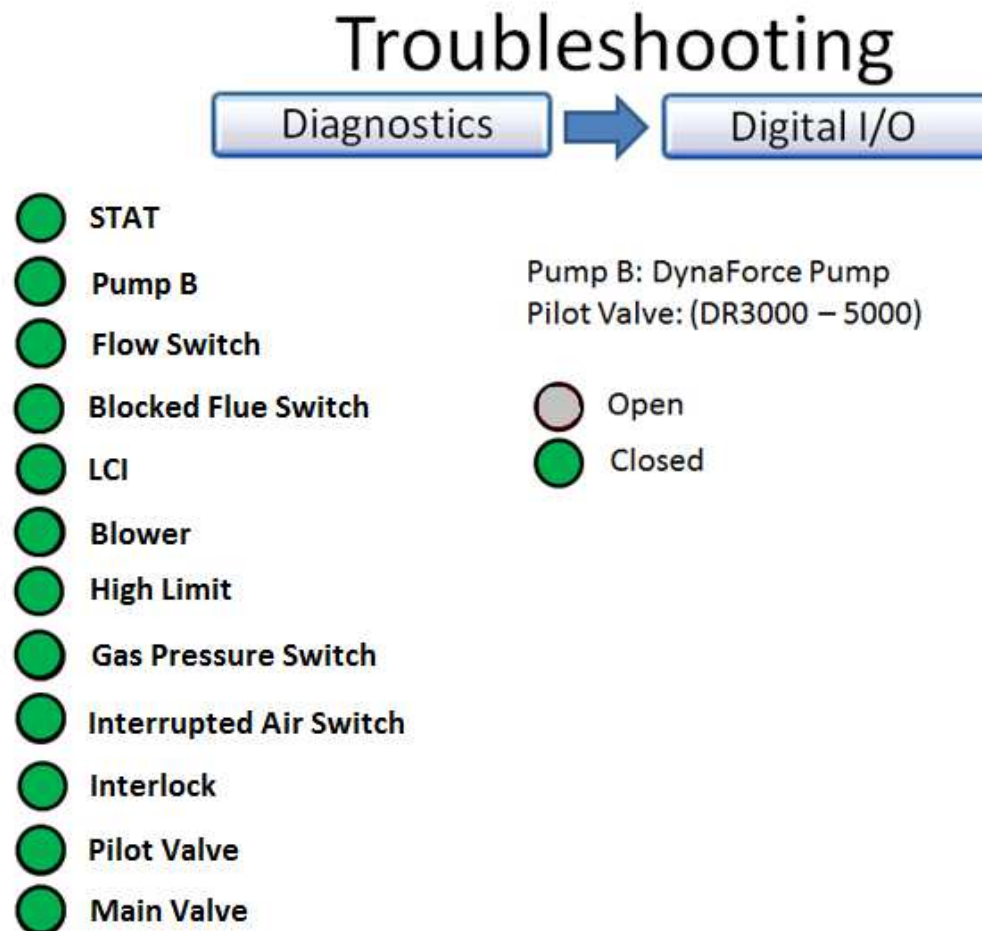 Troubleshooting
Diagnostics
Digital I/O
STAT
Pump B
Flow Switch
Blocked Flue Switch
LCI
Blower
High Limit
Gas Pressure Switch
Interrupted Air Switch
Interlock
Pilot Valve
Main Valve
Pump B: DynaForce Pump
Pilot Valve: (DR3000 – 5000)
Open
Closed